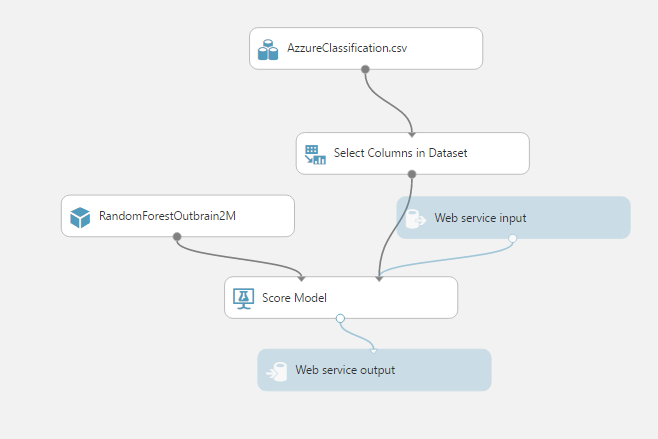 AzzureClassification.csv
Select Columns in Dataset
RandomForestOutbrain2M
Web service input
Score Model
Web service output